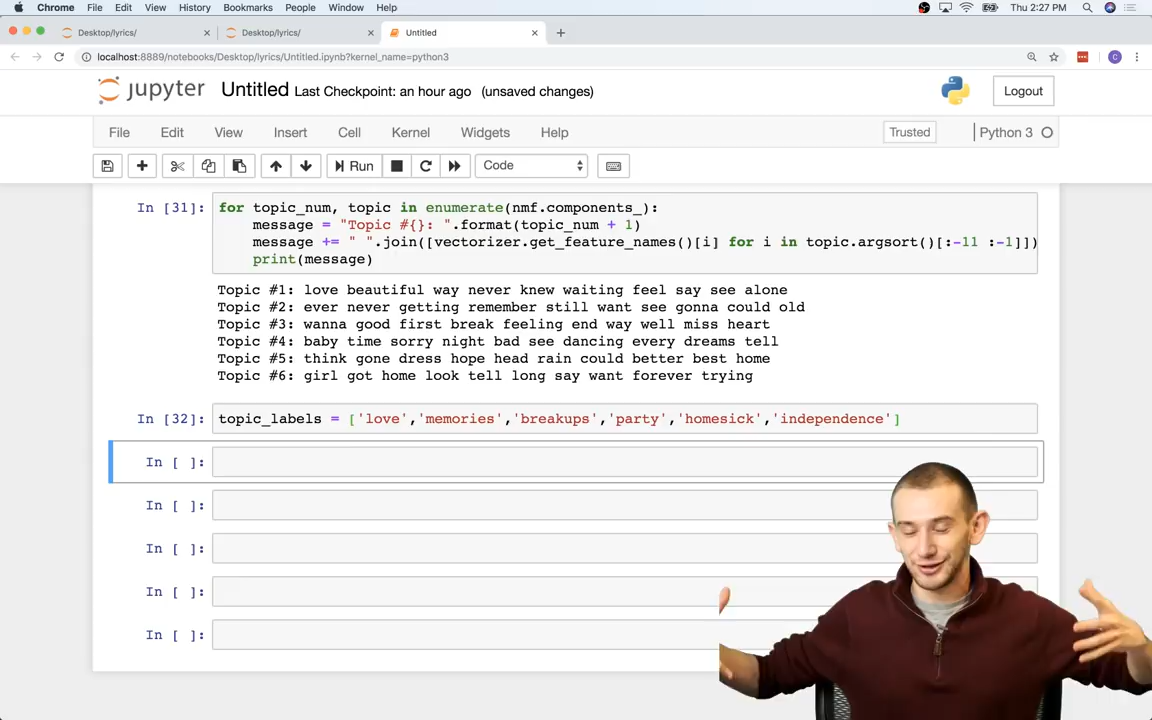 Chrome File Edit View History Bookmarks People Window Help Thu 2:27 PM
Desktop/lyrics/ Desktop/lyrics/ Untitled
localhost:8889/notebooks/Desktop/lyrics/Untitled.ipynb?kernel_name=python3 C
jupyter Untitled Last Checkpoint: an hour ago (unsaved changes) Logout
File Edit View Insert Cell Kernel Widgets Help Trusted Python 3
Run Code
In [31]: for topic_num, topic in enumerate(nmf.components_):
message = "Topic #{}: ".format(topic_num + 1)
message += " ".join([vectorizer.get_feature_names()[i] for i in topic.argsort()[:-11 :-1]])
print(message)
Topic #1: love beautiful way never knew waiting feel say see alone
Topic #2: ever never getting remember still want see gonna could old
Topic #3: wanna good first break feeling end way well miss heart
Topic #4: baby time sorry night bad see dancing every dreams tell
Topic #5: think gone dress hope head rain could better best home
Topic #6: girl got home look tell long say want forever trying
In [32]: topic_labels = ['love','memories','breakups','party','homesick','independence']
In [ ]:
In [ ]:
In [ ]:
In [ ]:
In [ ]: